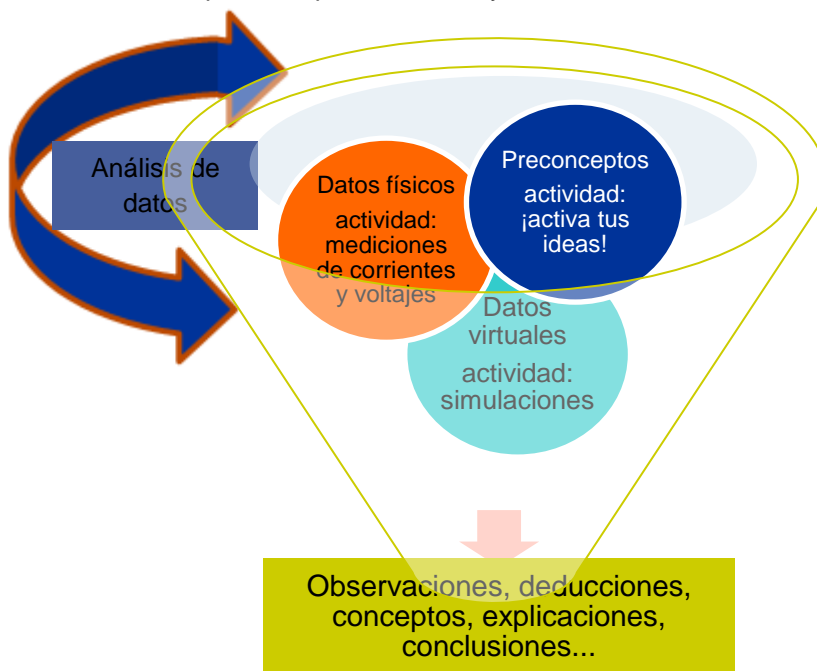 Análisis de
datos
Datos físicos
actividad:
mediciones
de corrientes
y voltajes
Preconceptos
actividad:
¡activa tus
ideas!
Datos
virtuales
actividad:
simulaciones
Observaciones, deducciones,
conceptos, explicaciones,
conclusiones...